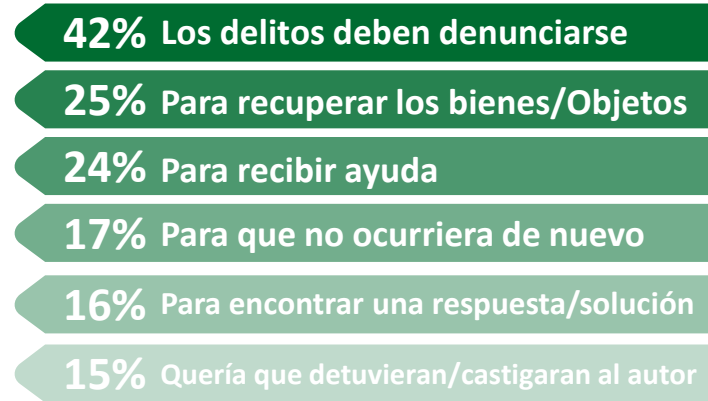 42% Los delitos deben denunciarse
25% Para recuperar los bienes/Objetos
24% Para recibir ayuda
17% Para que no ocurriera de nuevo
16% Para encontrar una respuesta/solución
15% Quería que detuvieran/castigaran al autor